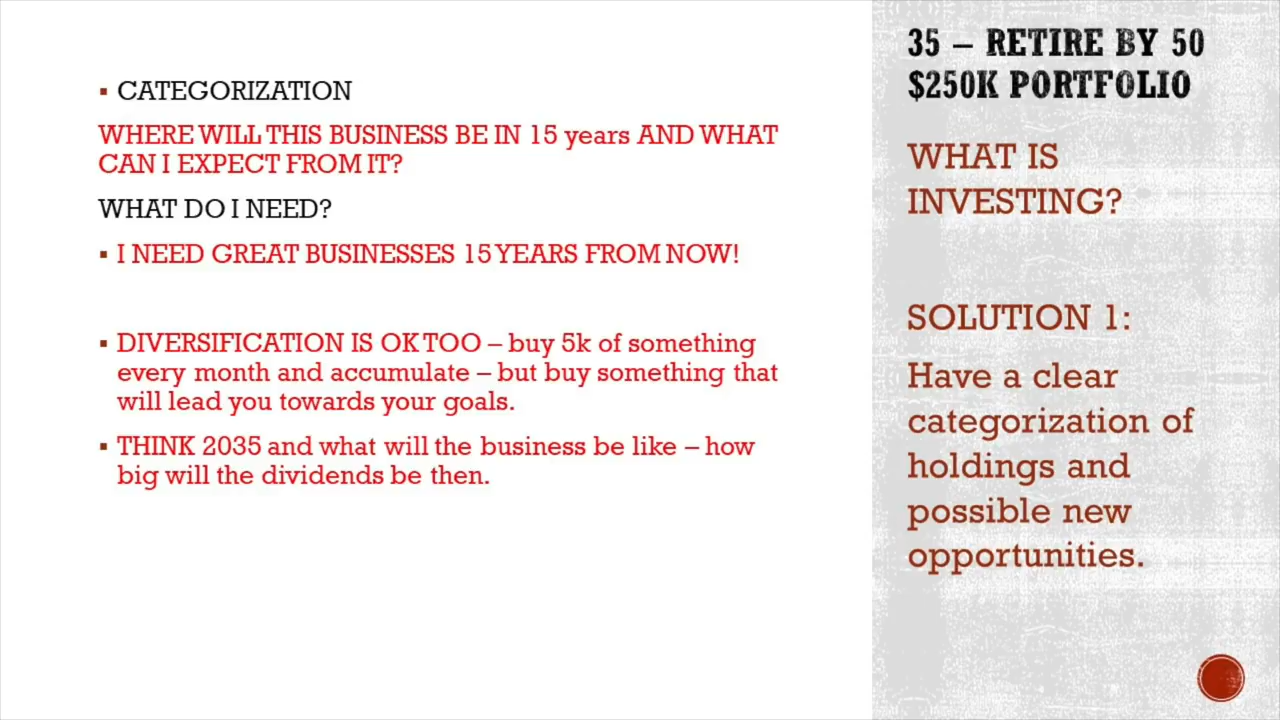 ▪ CATEGORIZATION
WHERE WILL THIS BUSINESS BE IN 15 years AND WHAT
CAN I EXPECT FROM IT?
WHAT DO I NEED?
▪ I NEED GREAT BUSINESSES 15 YEARS FROM NOW!
▪ DIVERSIFICATION IS OK TOO – buy 5k of something
every month and accumulate – but buy something that
will lead you towards your goals.
▪ THINK 2035 and what will the business be like – how
big will the dividends be then.
35 – RETIRE BY 50
$250K PORTFOLIO
WHAT IS
INVESTING?
SOLUTION 1:
Have a clear
categorization of
holdings and
possible new
opportunities.